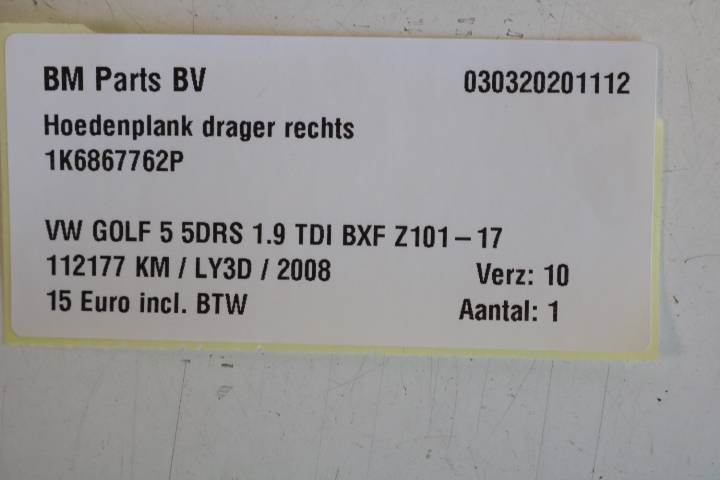 BM Parts BV 030320201112
Hoedenplank drager rechts
1K6867762P
VW GOLF 5 5DRS 1.9 TDI BXF Z101-17
112177 KM / LY3D / 2008 Verz: 10
15 Euro incl. BTW Aantal: 1